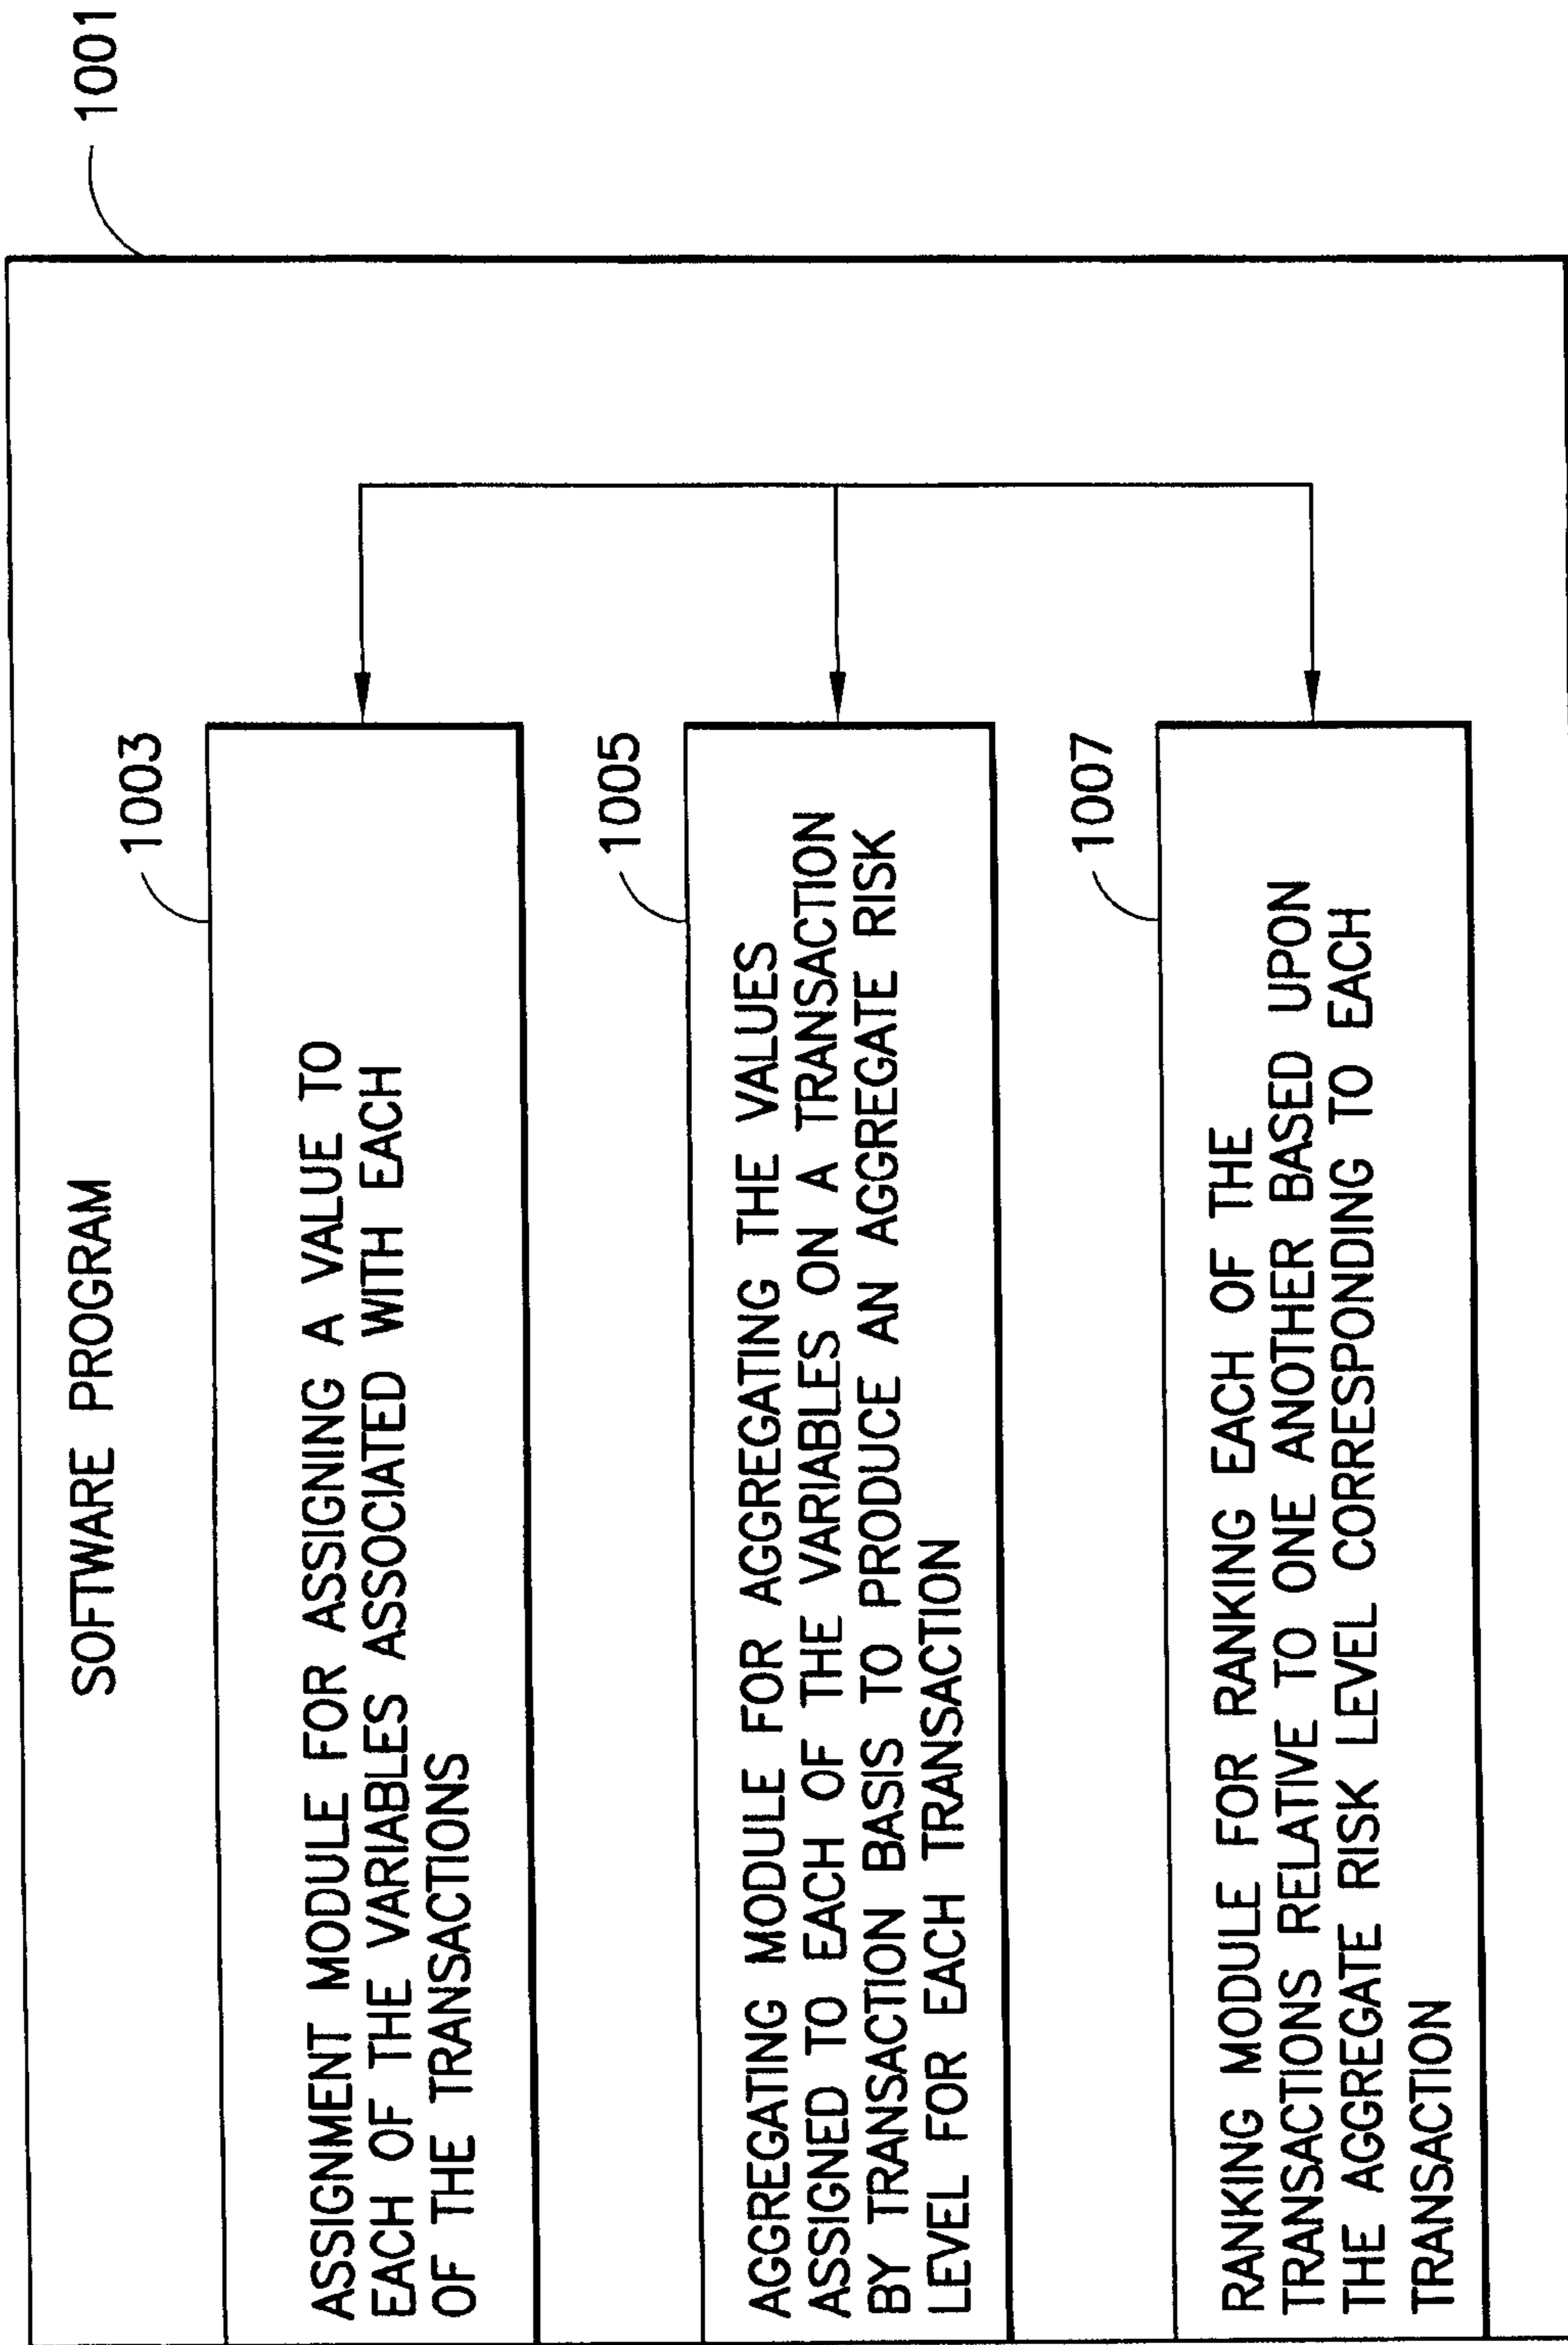 1001
SOFTWARE PROGRAM
1003
ASSIGNMENT MODULE FOR ASSIGNING A VALUE TO
EACH OF THE VARIABLES ASSOCIATED WITH EACH
OF THE TRANSACTIONS
1005
AGGREGATING MODULE FOR AGGREGATING THE VALUES
ASSIGNED TO EACH OF THE VARIABLES ON A TRANSACTION
BY TRANSACTION BASIS TO PRODUCE AN AGGREGATE RISK
LEVEL FOR EACH TRANSACTION
1007
RANKING MODULE FOR RANKING EACH OF THE
TRANSACTIONS RELATIVE TO ONE ANOTHER BASED UPON
THE AGGREGATE RISK LEVEL CORRESPONDING TO EACH
TRANSACTION